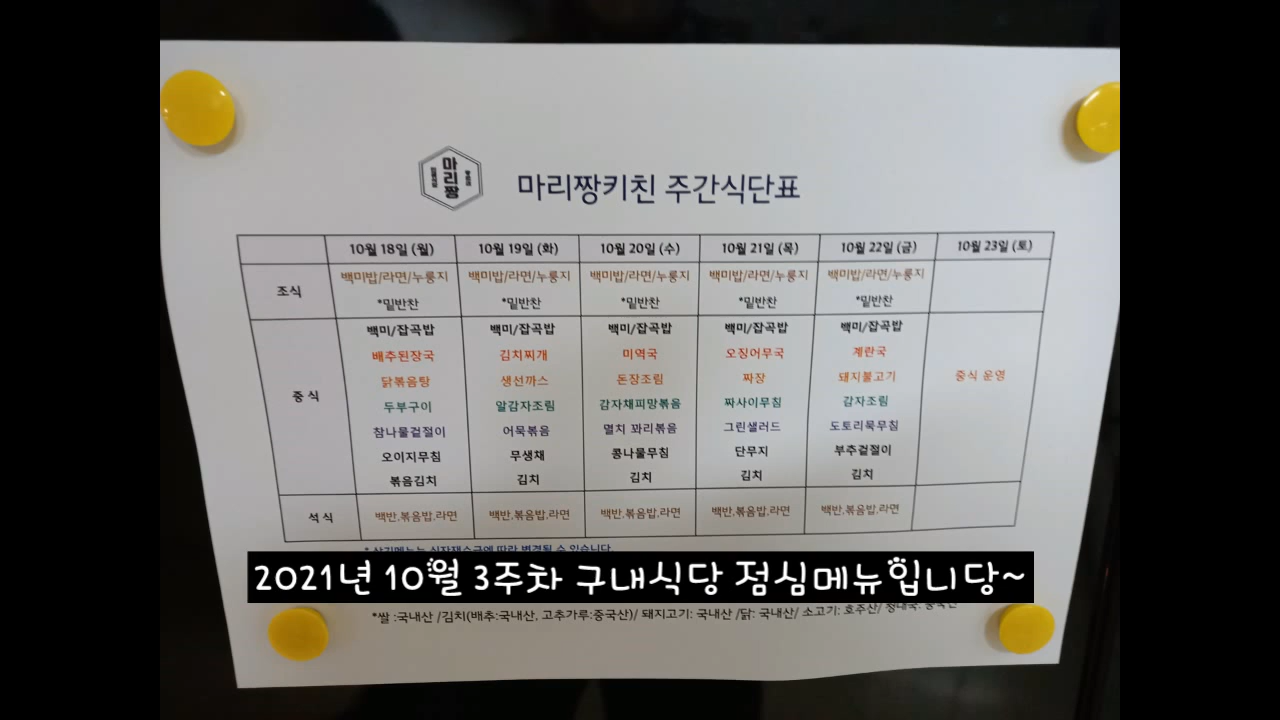 마리짱
마리짱키친 주간식단표
10월 18일 (월) 10월 19일 (화) 10월 20일 (수) 10월 21일 (목) 10월 22일 (금) 10월 23일 (토)
조식 백미밥/라면/누룽지 백미밥/라면/누룽지 백미밥/라면/누룽지 백미밥/라면/누룽지 백미밥/라면/누룽지
*밑반찬 *밑반찬 *밑반찬 *밑반찬 *밑반찬
백미/잡곡밥 백미/잡곡밥 백미/잡곡밥 백미/잡곡밥 백미/잡곡밥
배추된장국 김치찌개 미역국 오징어무국 계란국
닭볶음탕 생선까스 돈장조림 짜장 돼지불고기 중식 운영
중 식 두부구이 알감자조림 감자채피망볶음 짜사이무침 감자조림
참나물겉절이 어묵볶음 멸치 꽈리볶음 그린샐러드 도토리묵무침
오이지무침 무생채 콩나물무침 단무지 부추겉절이
볶음김치 김치 김치 김치 김치
석 식 백반,볶음밥,라면 백반,볶음밥,라면 백반,볶음밥,라면 백반,볶음밥,라면 백반,볶음밥,라면
2021년 10월 3주차 구내식당 점심메뉴입니당~
*쌀 :국내산 /김치(배추:국내산, 고추가루:중국산)/ 돼지고기: 국내산 /닭: 국내산/ 소고기: 호주산/